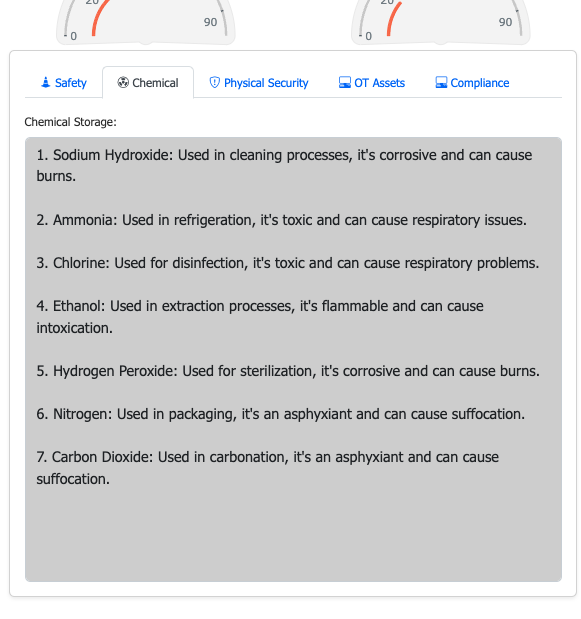 20
20
90
90
0
0
Safety
Chemical
Physical Security
OT Assets
Compliance
Chemical Storage:
1. Sodium Hydroxide: Used in cleaning processes, it's corrosive and can cause
burns.
2. Ammonia: Used in refrigeration, it's toxic and can cause respiratory issues.
3. Chlorine: Used for disinfection, it's toxic and can cause respiratory problems.
4. Ethanol: Used in extraction processes, it's flammable and can cause
intoxication.
5. Hydrogen Peroxide: Used for sterilization, it's corrosive and can cause burns.
6. Nitrogen: Used in packaging, it's an asphyxiant and can cause suffocation.
7. Carbon Dioxide: Used in carbonation, it's an asphyxiant and can cause
suffocation.